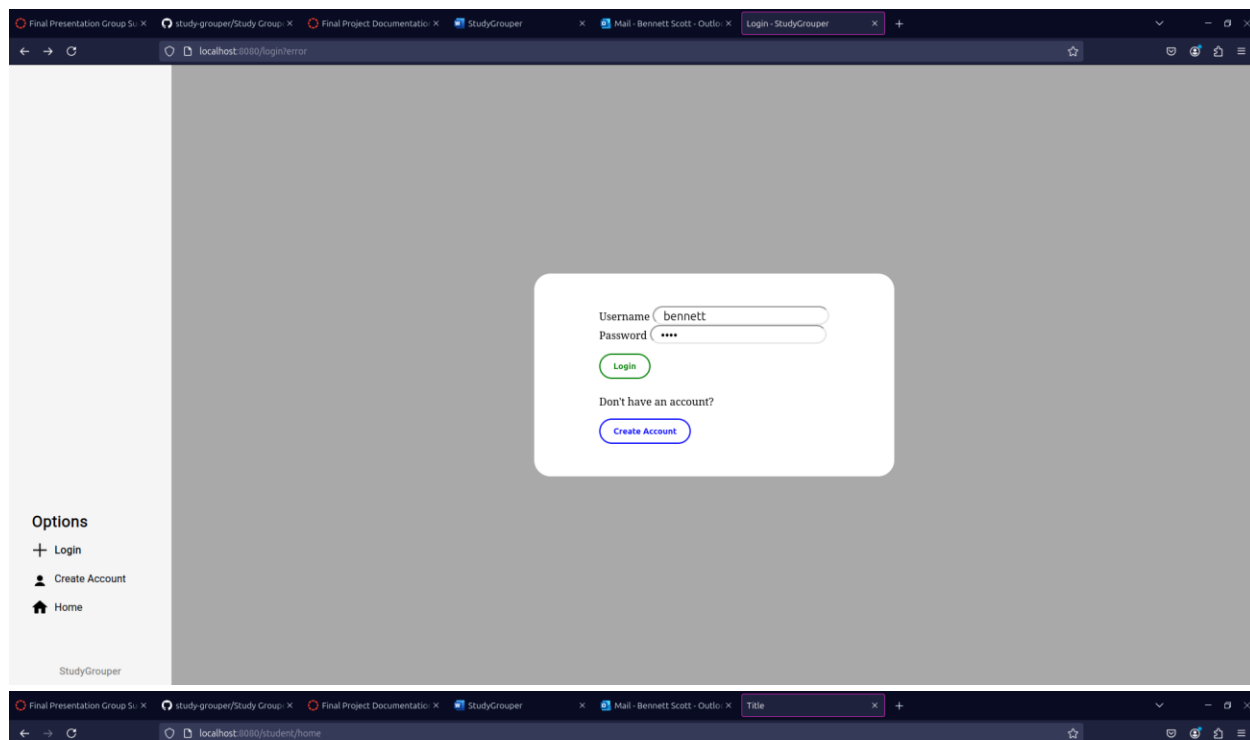 Final Presentation Group Su study-grouper/Study Group Final Project Documentation StudyGrouper Mail - Bennett Scott - Outlo Login - StudyGrouper
localhost:8080/login?error
Username bennett
Password ••••
Login
Don't have an account?
Create Account
Options
Login
Create Account
Home
StudyGrouper
Final Presentation Group Su study-grouper/Study Group Final Project Documentation StudyGrouper Mail - Bennett Scott - Outlo Title
localhost:8080/student/home